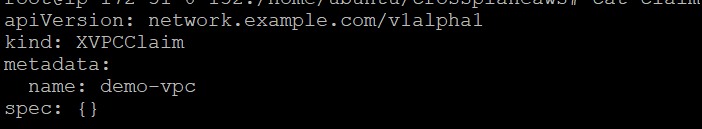 apiVersion: network.example.com/v1alpha1
kind: XVPCClaim
metadata:
  name: demo-vpc
spec: {}